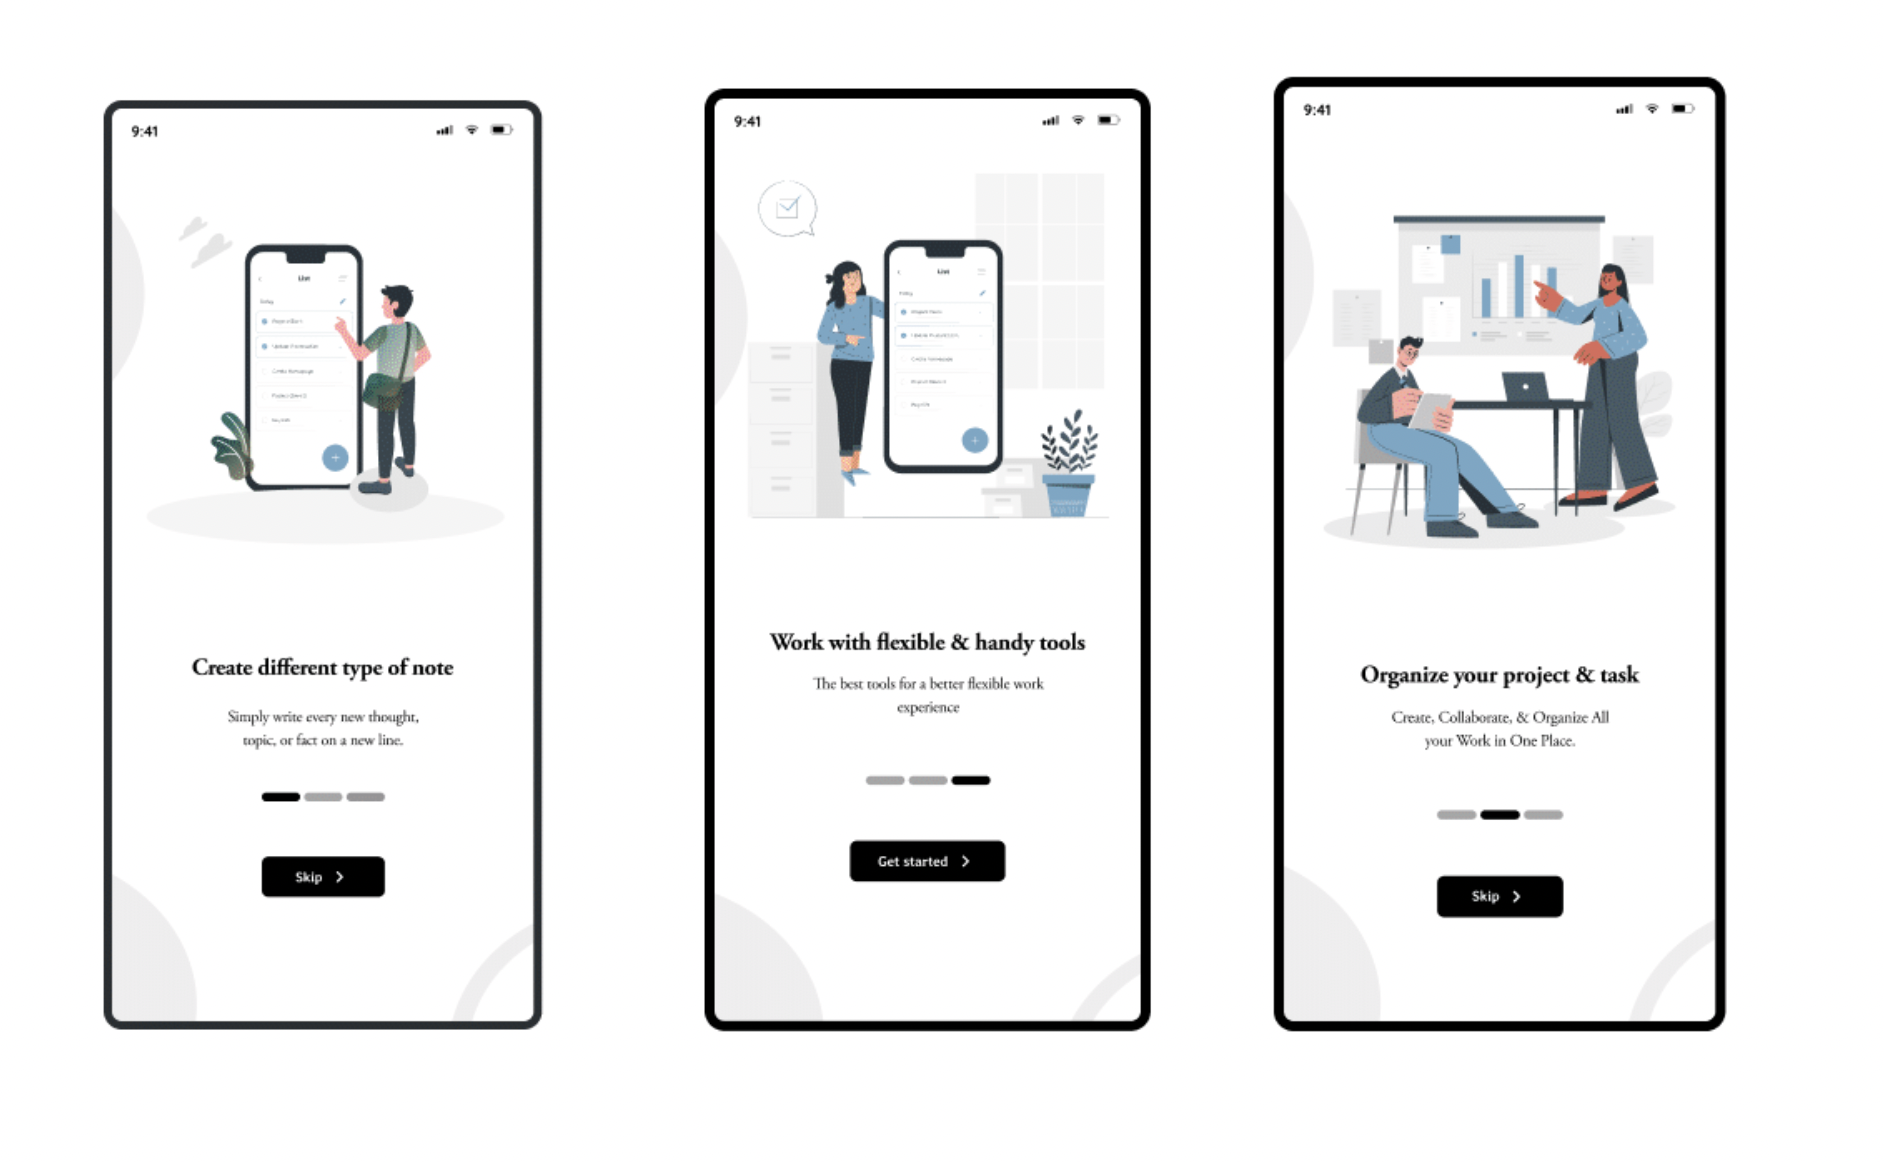 9:41
List
Today
Create different type of note
Simply write every new thought,
topic, or fact on a new line.
Skip
9:41
List
Today
Work with flexible & handy tools
The best tools for a better flexible work
experience
Get started
9:41
Organize your project & task
Create, Collaborate, & Organize All
your Work in One Place.
Skip